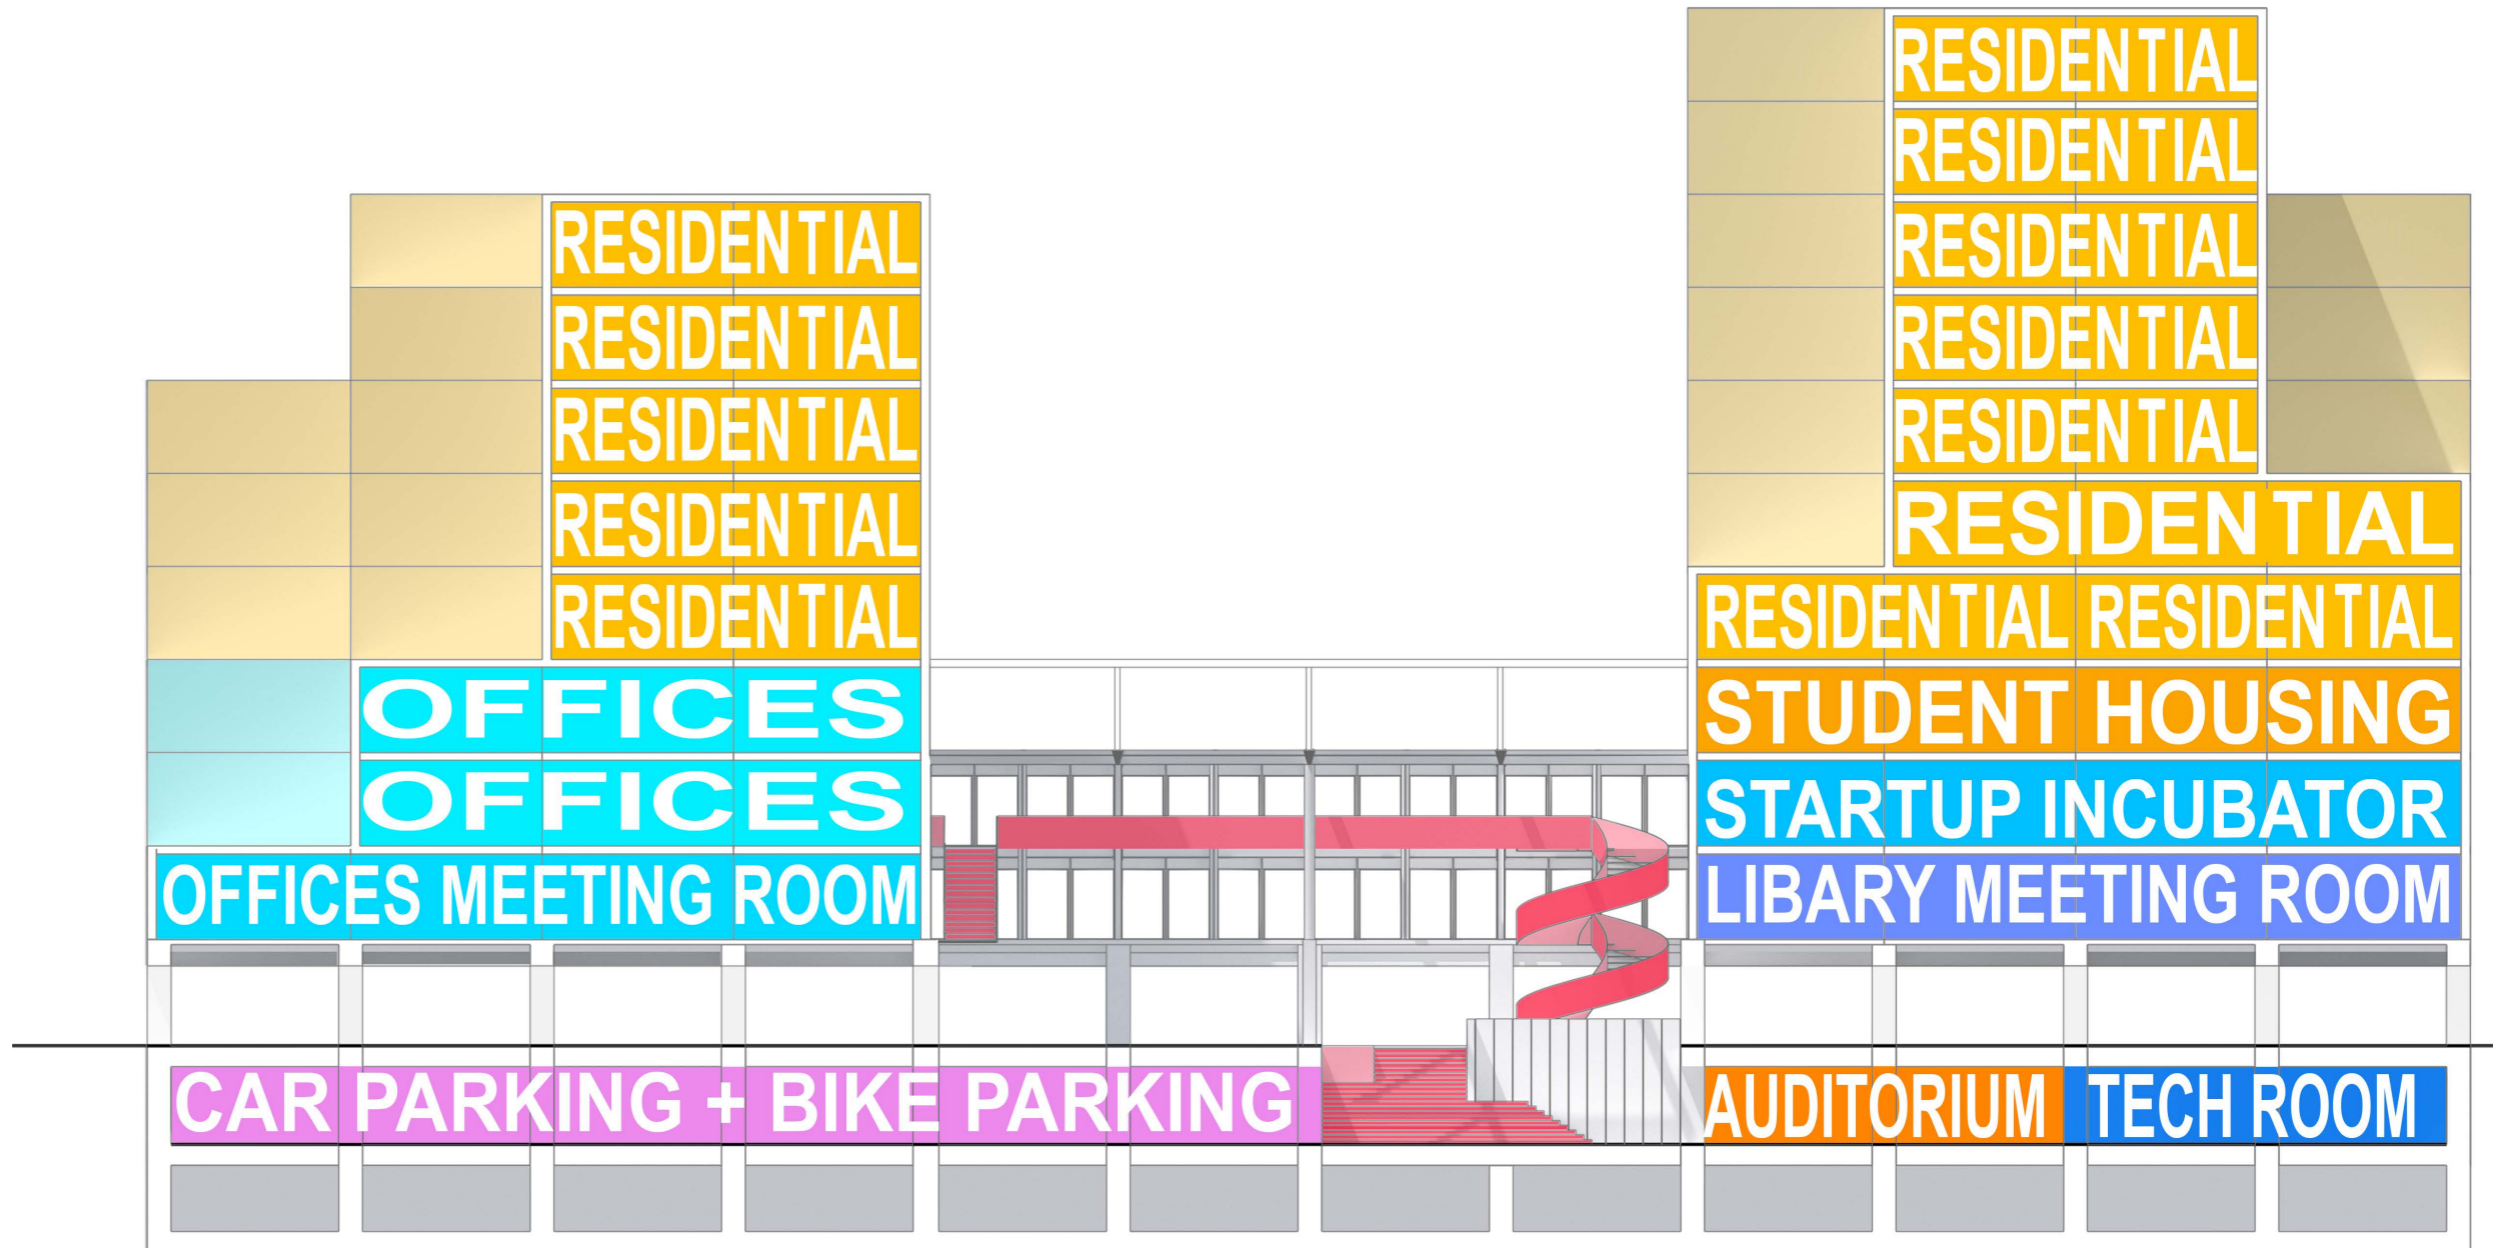 RESIDENTIAL
RESIDENTIAL
RESIDENTIAL
RESIDENTIAL
RESIDENTIAL
OFFICES
OFFICES
OFFICES MEETING ROOM
RESIDENTIAL
RESIDENTIAL
RESIDENTIAL
RESIDENTIAL
RESIDENTIAL
RESIDENTIAL
RESIDENTIAL RESIDENTIAL
STUDENT HOUSING
STARTUP INCUBATOR
LIBARY MEETING ROOM
CAR PARKING + BIKE PARKING
AUDITORIUM
TECH ROOM